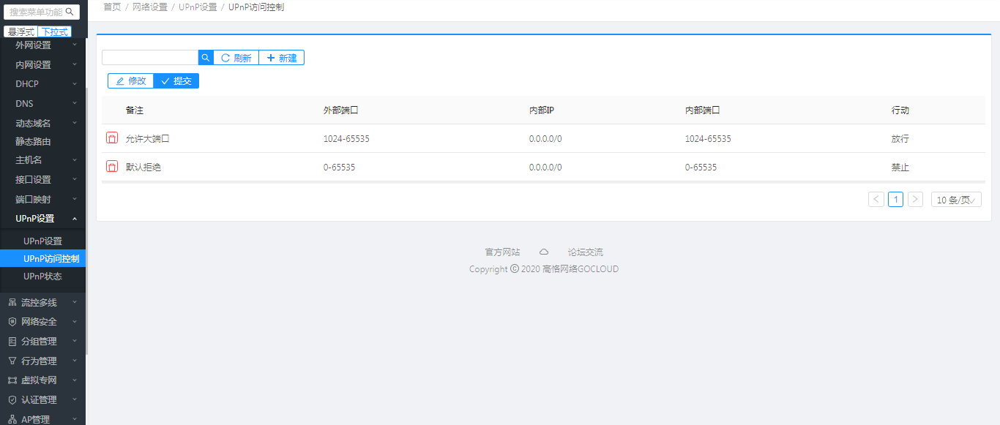 搜索菜单功能
悬浮式 下拉式
外网设置
内网设置
DHCP
DNS
动态域名
静态路由
主机名
接口设置
端口映射
UPnP设置
UPnP设置
UPnP访问控制
UPnP状态
流控多线
网络安全
分组管理
行为管理
虚拟专网
认证管理
AP管理
首页 / 网络设置 / UPnP设置 / UPnP访问控制
刷新 新建
修改 提交
备注 外部端口 内部IP 内部端口 行动
允许大端口 1024-65535 0.0.0.0/0 1024-65535 放行
默认拒绝 0-65535 0.0.0.0/0 0-65535 禁止
< 1 > 10 条/页
官方网站 论坛交流
Copyright © 2020 高恪网络GOCLOUD